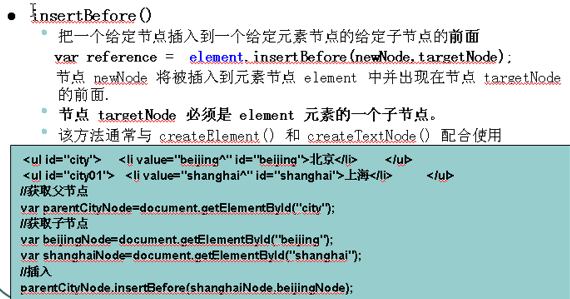 insertBefore()
把一个给定节点插入到一个给定元素节点的给定子节点的前面
var reference = element.insertBefore(newNode,targetNode);
节点 newNode 将被插入到元素节点 element 中并出现在节点 targetNode
的前面.
节点 targetNode 必须是 element 元素的一个子节点。
该方法通常与 createElement() 和 createTextNode() 配合使用
<ul id="city"> <li value="beijing^" id="beijing">北京</li> </ul>
<ul id="city01"> <li value="shanghai^" id="shanghai">上海</li> </ul>
//获取父节点
var parentCityNode=document.getElementById("city");
//获取子节点
var beijingNode=document.getElementById("beijing");
var shanghaiNode=document.getElementById("shanghai");
//插入
parentCityNode.insertBefore(shanghaiNode,beijingNode);